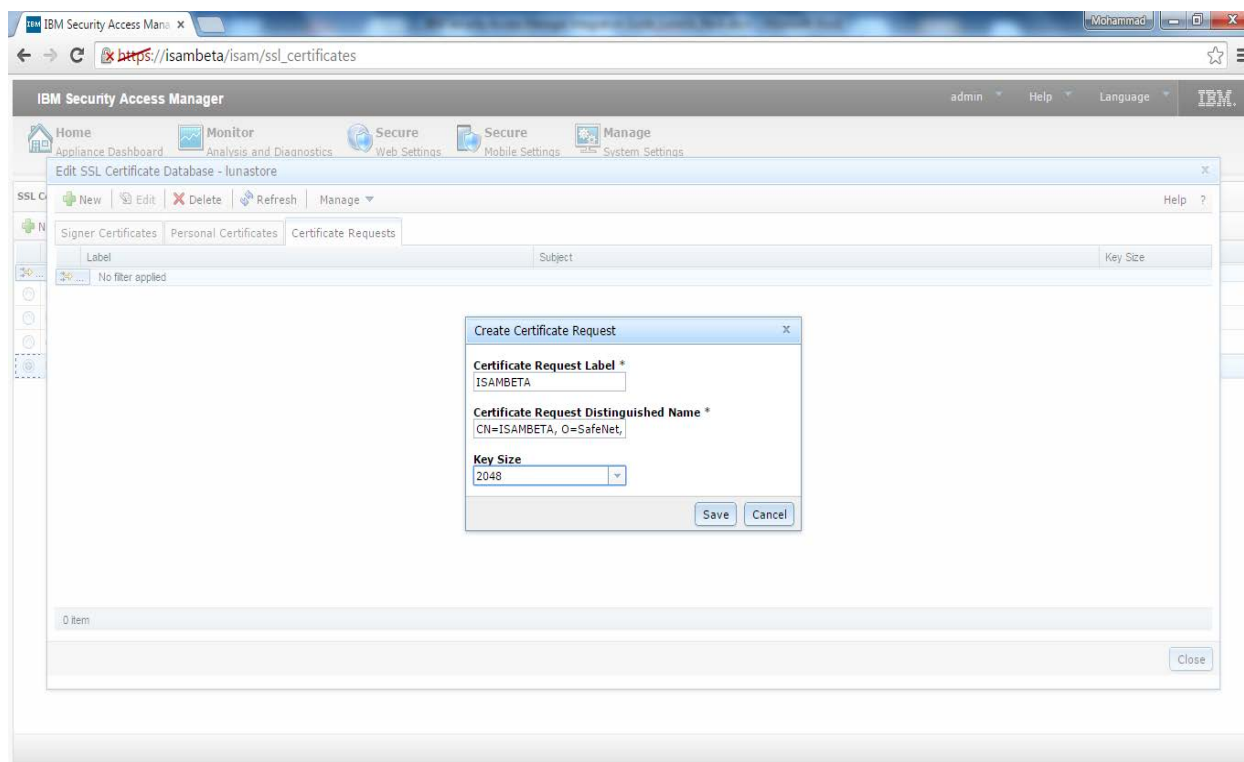 IBM Security Access Mana x
Mohammad
https://isambeta/isam/ssl_certificates
IBM Security Access Manager admin Help Language IBM.
Home Monitor Secure Secure Manage
Appliance Dashboard Analysis and Diagnostics Web Settings Mobile Settings System Settings
Edit SSL Certificate Database - lunastore x
SSL C
New Edit Delete Refresh Manage Help ?
N
Signer Certificates Personal Certificates Certificate Requests
Label Subject Key Size
... ... No filter applied
Create Certificate Request x
Certificate Request Label *
ISAMBETA
Certificate Request Distinguished Name *
CN=ISAMBETA, O=SafeNet,
Key Size
2048
Save Cancel
0 item
Close